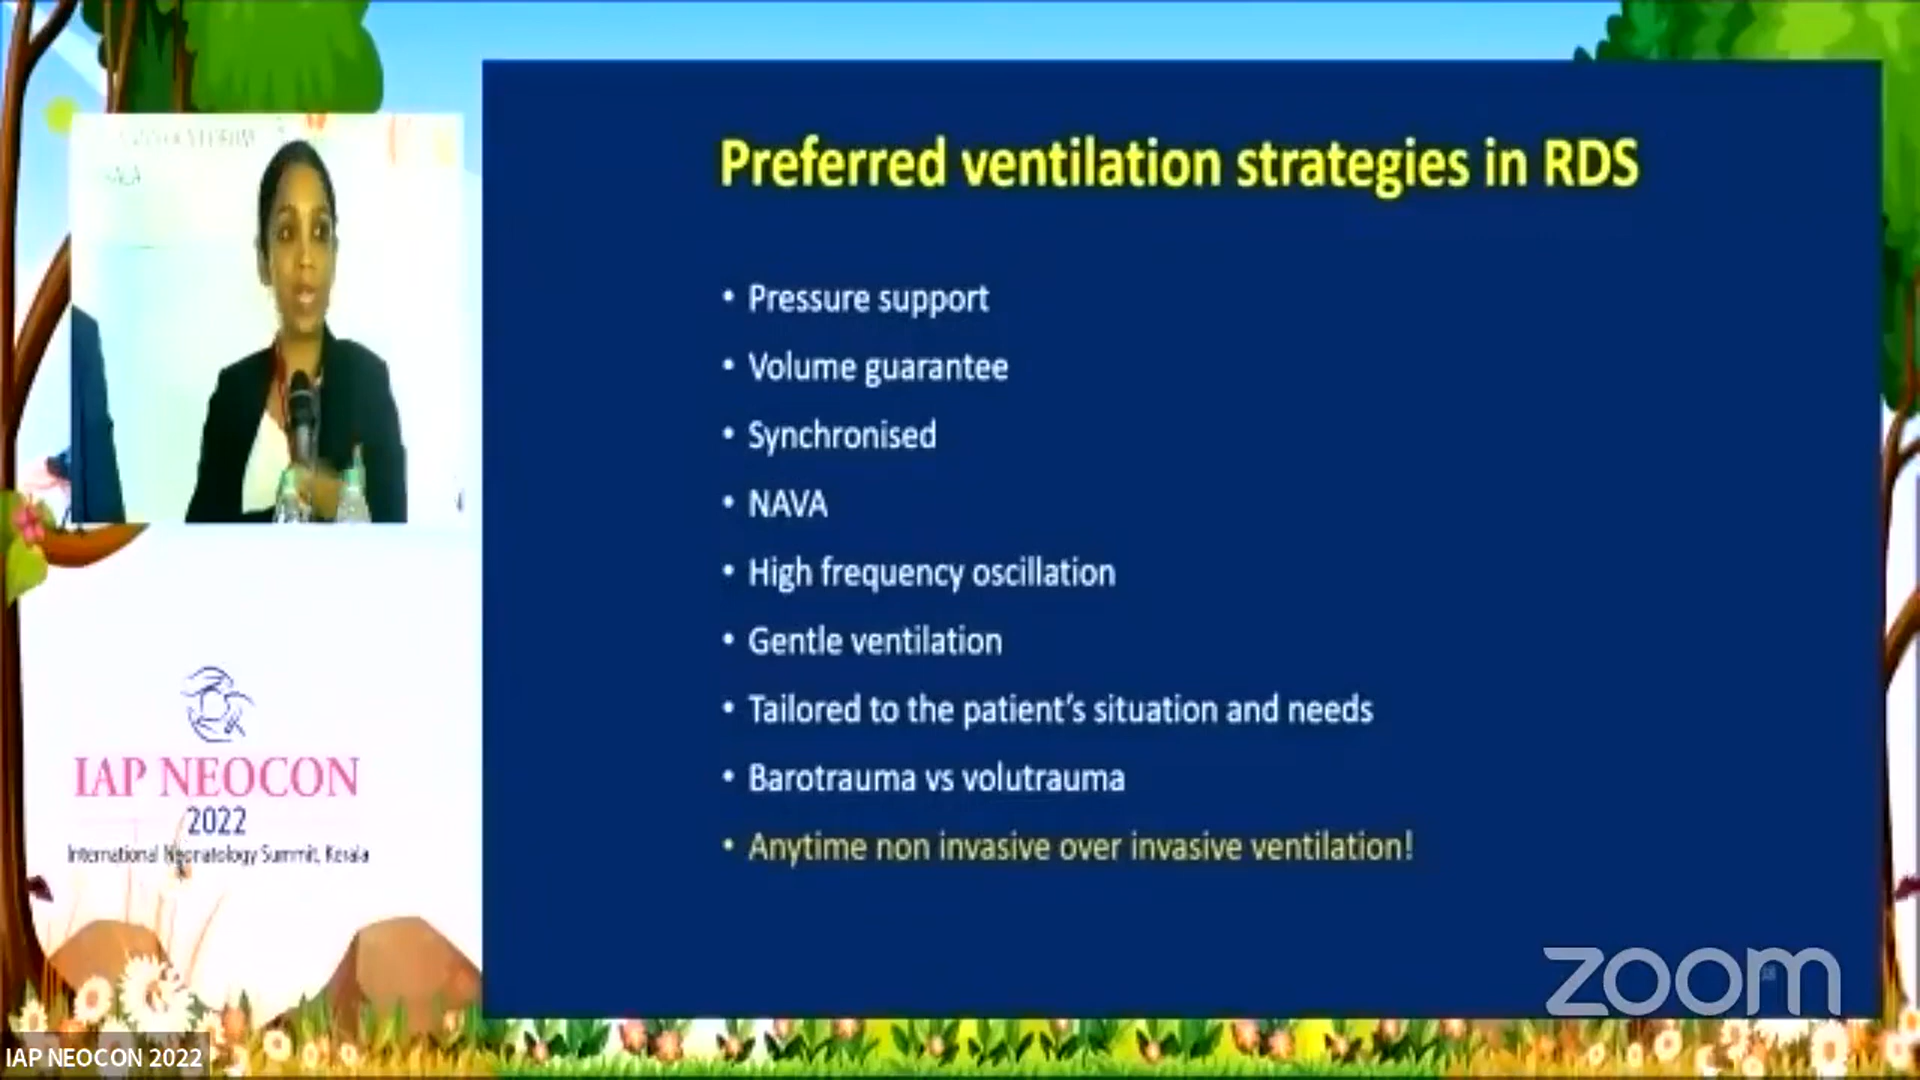 Preferred ventilation strategies in RDS
• Pressure support
• Volume guarantee
• Synchronised
• NAVA
• High frequency oscillation
• Gentle ventilation
• Tailored to the patient's situation and needs
• Barotrauma vs volutrauma
• Anytime non invasive over invasive ventilation!
IAP NEOCON
2022
International Neonatology Summit, Kerala
zoom
IAP NEOCON 2022